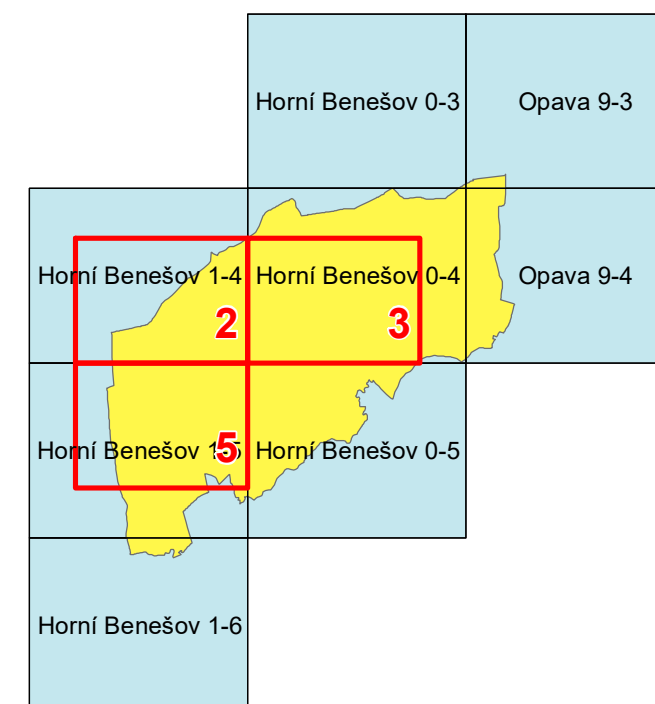 Horní Benešov 0-3
Opava 9-3
Horní Benešov 1-4
Horní Benešov 0-4
Opava 9-4
2
3
Horní Benešov 1-5
5
Horní Benešov 0-5
Horní Benešov 1-6